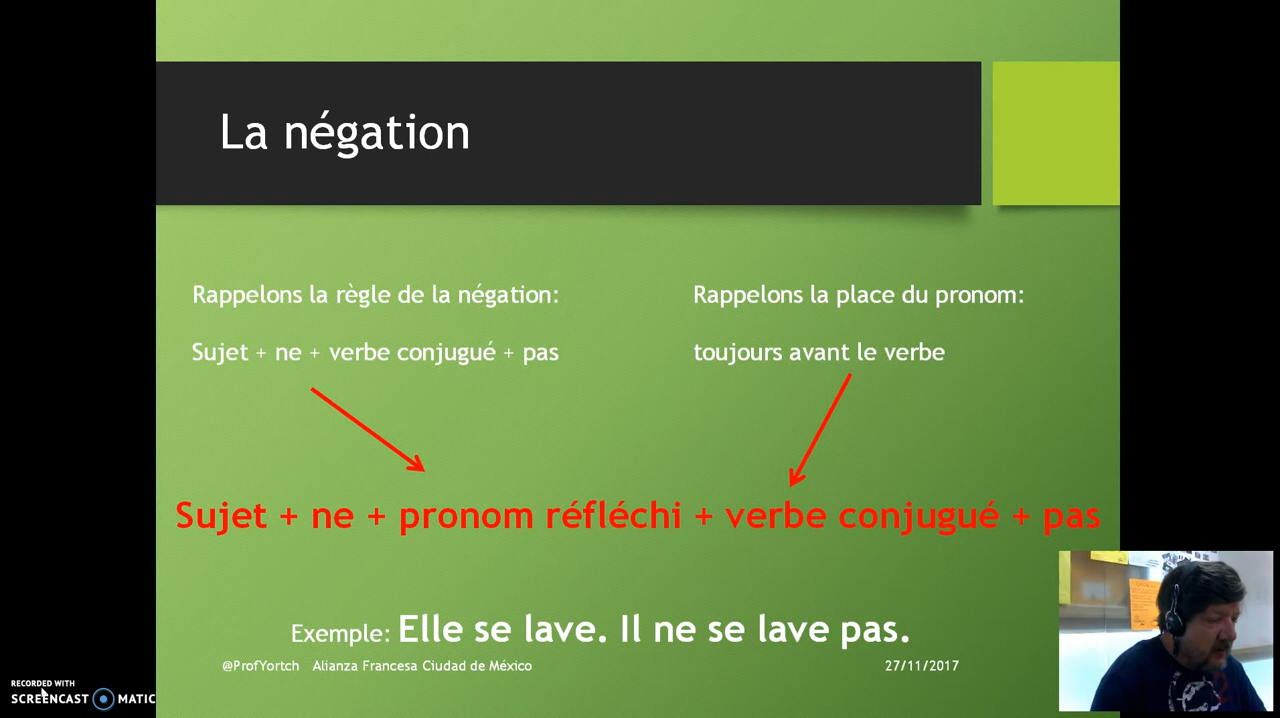 La négation
Rappelons la règle de la négation:
Sujet + ne + verbe conjugué + pas
Rappelons la place du pronom:
toujours avant le verbe
Sujet + ne + pronom réfléchi + verbe conjugué + pas
Exemple: Elle se lave. Il ne se lave pas.
@ProfYortch Alianza Francesa Ciudad de México 27/11/2017
RECORDED WITH
SCREENCAST MATIC